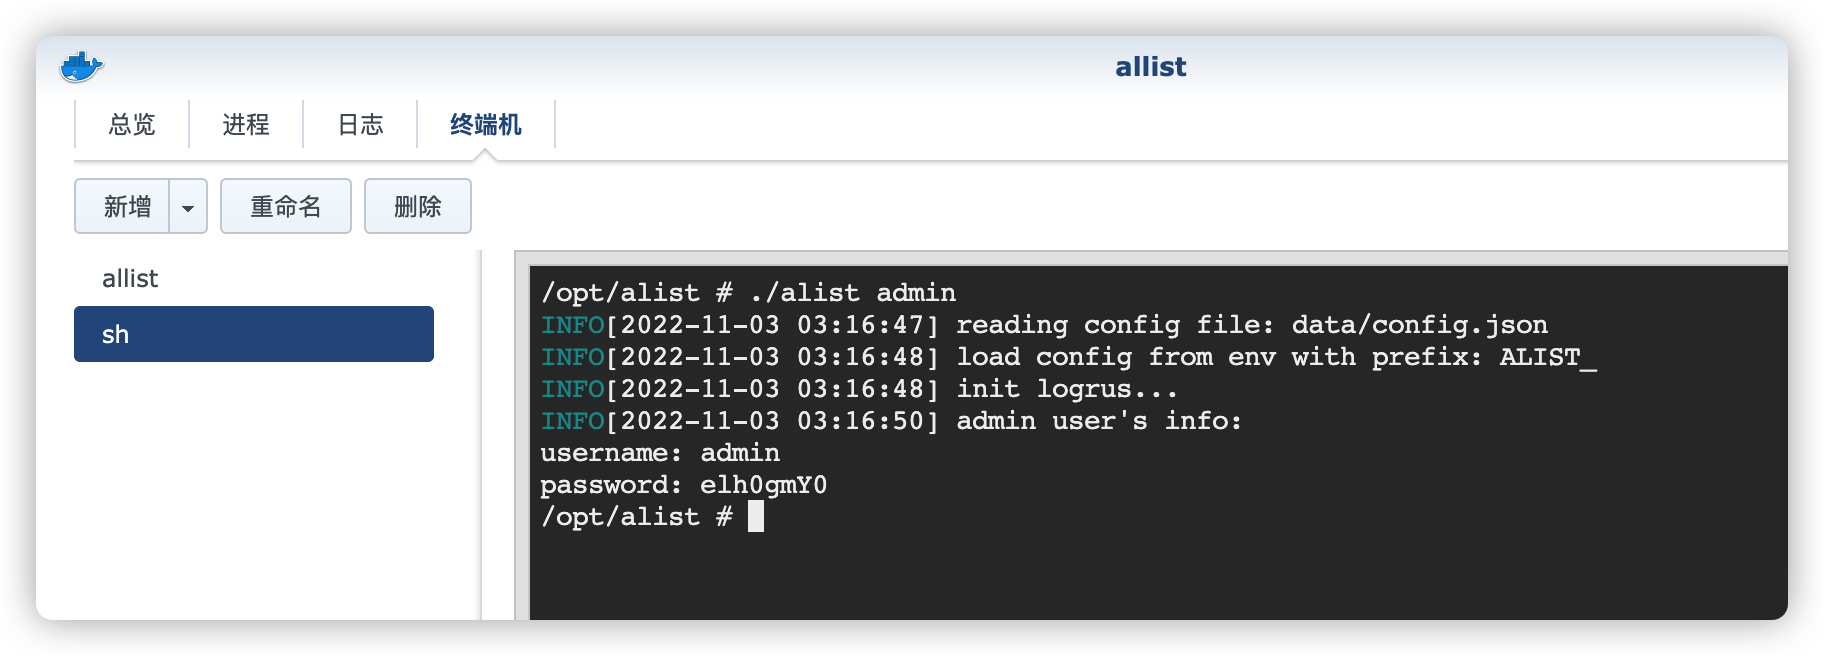 allist
总览 进程 日志 终端机
新增 重命名 删除
allist
sh
/opt/alist # ./alist admin
INFO[2022-11-03 03:16:47] reading config file: data/config.json
INFO[2022-11-03 03:16:48] load config from env with prefix: ALIST_
INFO[2022-11-03 03:16:48] init logrus...
INFO[2022-11-03 03:16:50] admin user's info:
username: admin
password: elh0gmY0
/opt/alist #